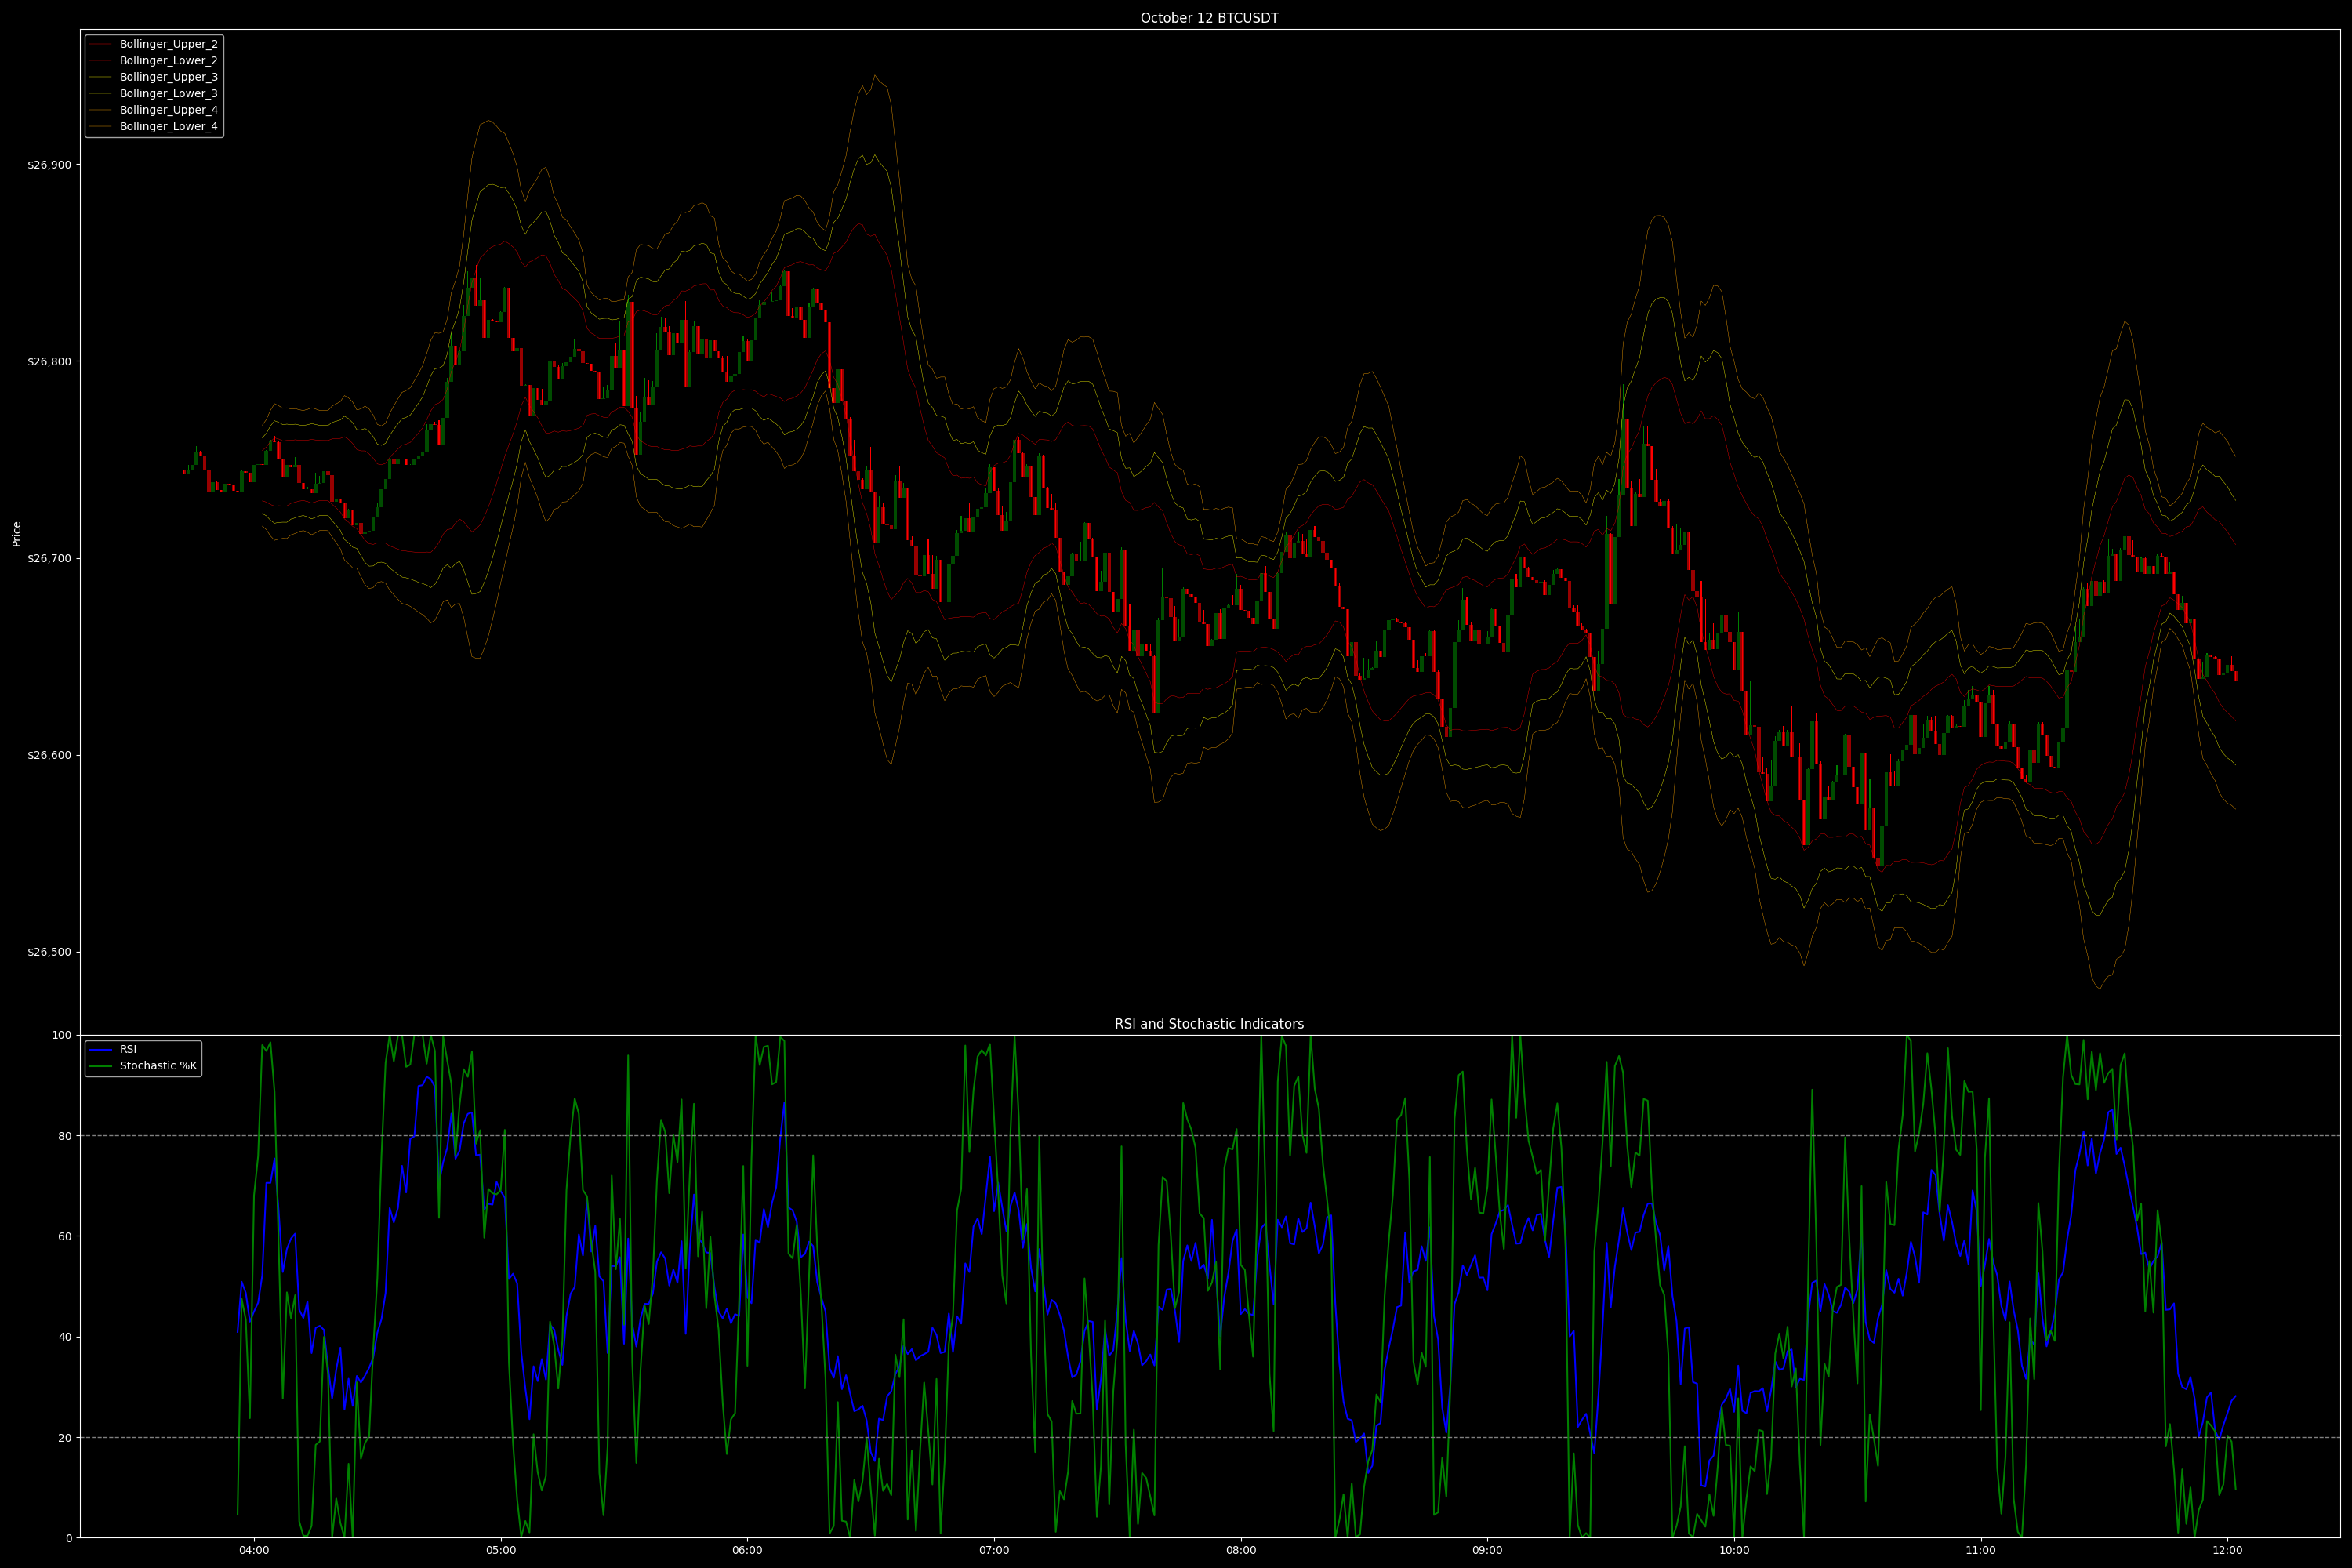 October 12 BTCUSDT
Bollinger_Upper_2
Bollinger_Lower_2
Bollinger_Upper_3
Bollinger_Lower_3
Bollinger_Upper_4
Bollinger_Lower_4
$26,900
$26,800
$26,700
$26,600
$26,500
Price
RSI and Stochastic Indicators
RSI
Stochastic %K
100
80
60
40
20
0
04:00 05:00 06:00 07:00 08:00 09:00 10:00 11:00 12:00